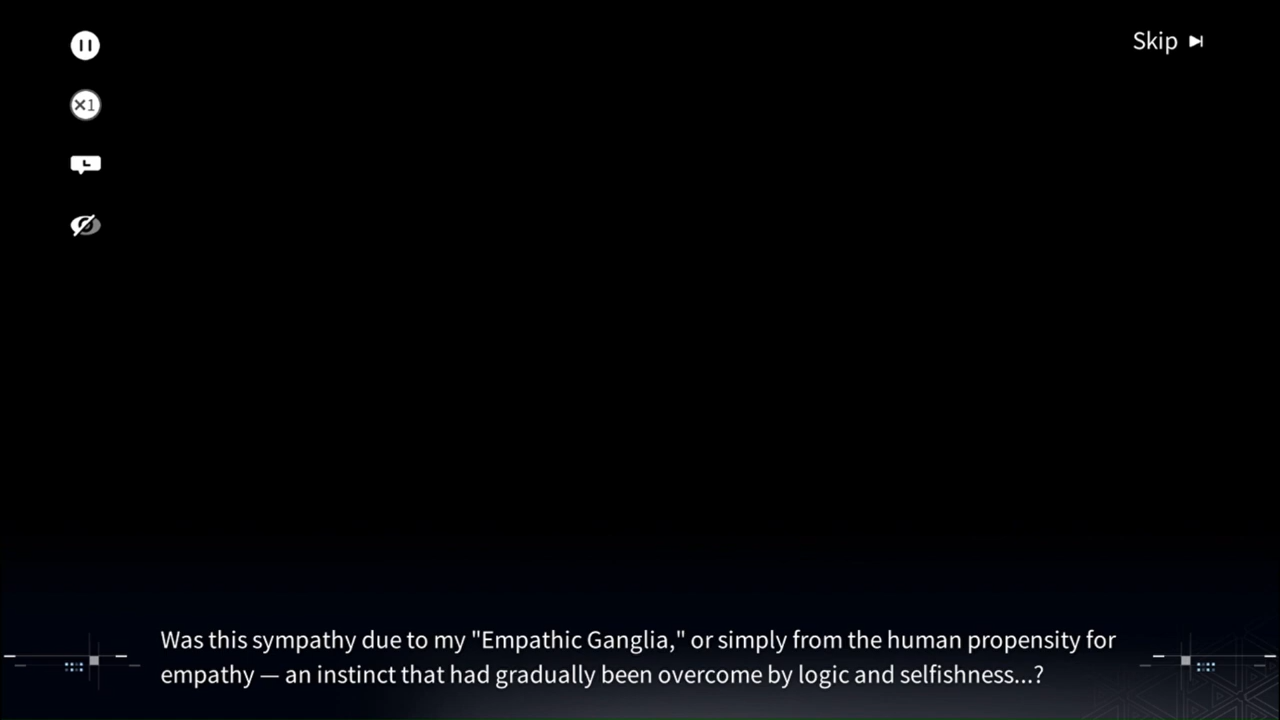 Skip
×1
Was this sympathy due to my "Empathic Ganglia," or simply from the human propensity for
empathy — an instinct that had gradually been overcome by logic and selfishness...?